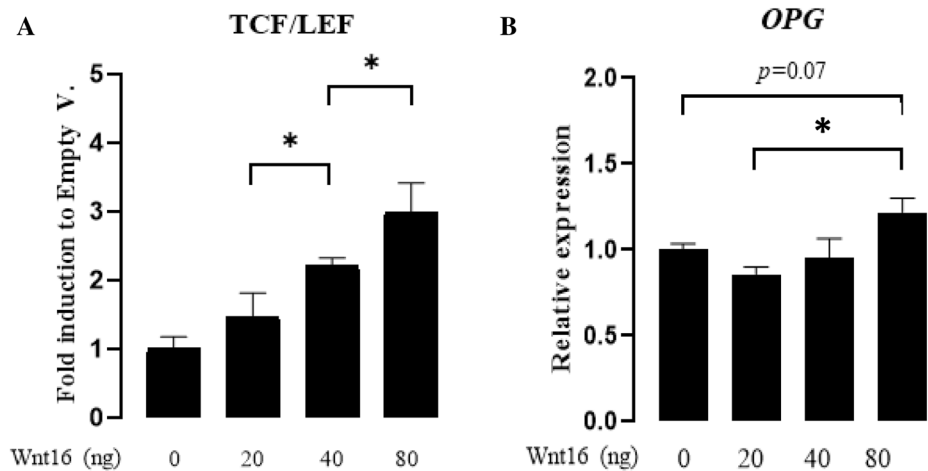 A
TCF/LEF
Fold induction to Empty V.
5
4
3
2
1
0
*
*
Wnt16 (ng) 0 20 40 80
B
OPG
Relative expression
2.0
1.5
1.0
0.5
0.0
p=0.07
*
Wnt16 (ng) 0 20 40 80